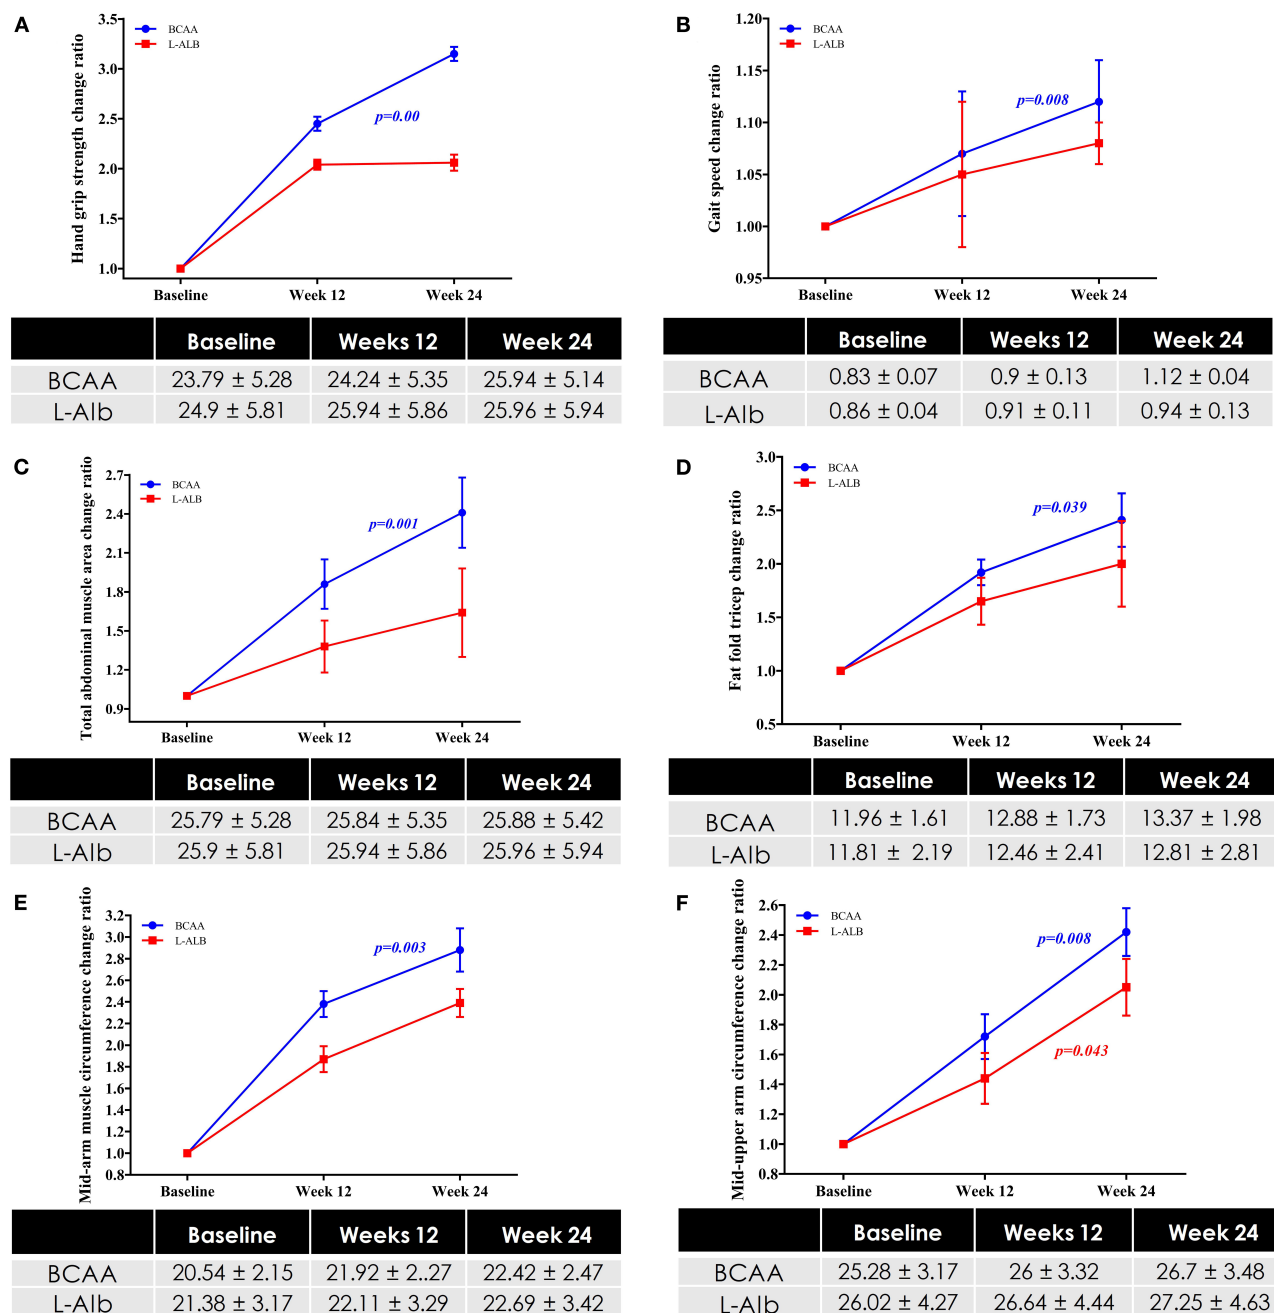 A
Hand grip strength change ratio
3.5
3.0
2.5
2.0
1.5
1.0
BCAA
L-ALB
p=0.00
Baseline Week 12 Week 24
Baseline Weeks 12 Week 24
BCAA 23.79 ± 5.28 24.24 ± 5.35 25.94 ± 5.14
L-Alb 24.9 ± 5.81 25.94 ± 5.86 25.96 ± 5.94
B
Gait speed change ratio
1.20
1.15
1.10
1.05
1.00
0.95
BCAA
L-ALB
p=0.008
Baseline Week 12 Week 24
Baseline Weeks 12 Week 24
BCAA 0.83 ± 0.07 0.9 ± 0.13 1.12 ± 0.04
L-Alb 0.86 ± 0.04 0.91 ± 0.11 0.94 ± 0.13
C
Total abdominal muscle area change ratio
2.7
2.4
2.1
1.8
1.5
1.2
0.9
BCAA
L-ALB
p=0.001
Baseline Week 12 Week 24
Baseline Weeks 12 Week 24
BCAA 25.79 ± 5.28 25.84 ± 5.35 25.88 ± 5.42
L-Alb 25.9 ± 5.81 25.94 ± 5.86 25.96 ± 5.94
D
Fat fold tricep change ratio
3.0
2.5
2.0
1.5
1.0
0.5
BCAA
L-ALB
p=0.039
Baseline Week 12 Week 24
Baseline Weeks 12 Week 24
BCAA 11.96 ± 1.61 12.88 ± 1.73 13.37 ± 1.98
L-Alb 11.81 ± 2.19 12.46 ± 2.41 12.81 ± 2.81
E
Mid-arm muscle circumference change ratio
3.2
3.0
2.8
2.6
2.4
2.2
2.0
1.8
1.6
1.4
1.2
1.0
0.8
BCAA
L-ALB
p=0.003
Baseline Week 12 Week 24
Baseline Weeks 12 Week 24
BCAA 20.54 ± 2.15 21.92 ± 2..27 22.42 ± 2.47
L-Alb 21.38 ± 3.17 22.11 ± 3.29 22.69 ± 3.42
F
Mid-upper arm circumference change ratio
2.6
2.4
2.2
2.0
1.8
1.6
1.4
1.2
1.0
0.8
BCAA
L-ALB
p=0.008
p=0.043
Baseline Week 12 Week 24
Baseline Weeks 12 Week 24
BCAA 25.28 ± 3.17 26 ± 3.32 26.7 ± 3.48
L-Alb 26.02 ± 4.27 26.64 ± 4.44 27.25 ± 4.63